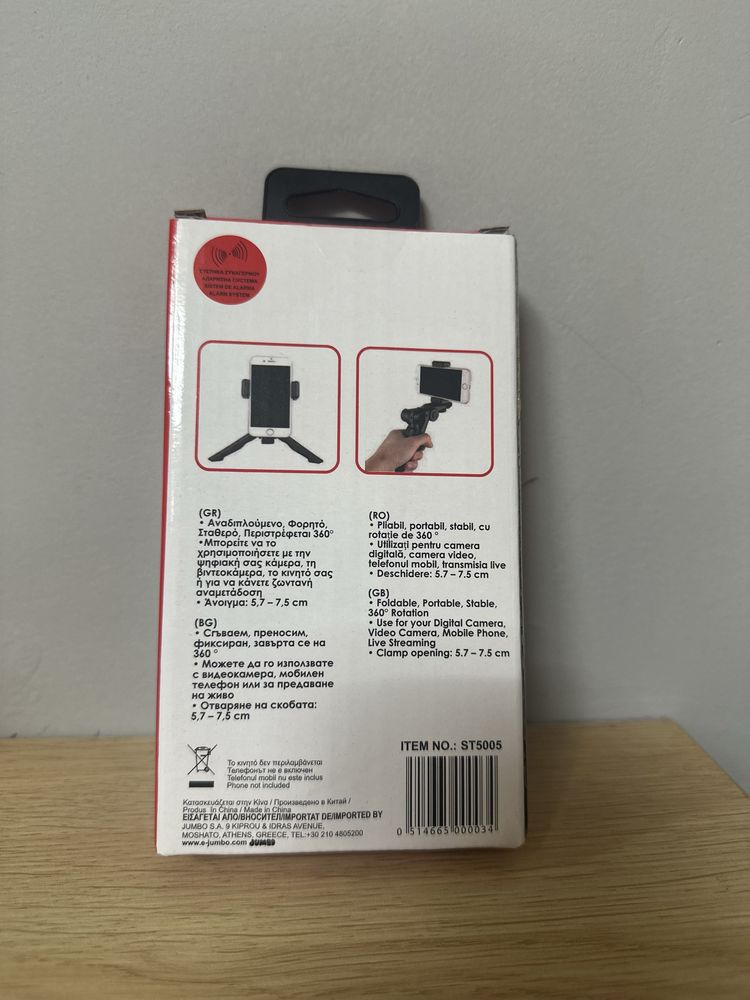 ΣΥΣΤΗΜΑ ΣΥΝΑΓΕΡΜΟΥ
АЛАРМЕНА СИСТЕМА
SISTEM DE ALARMA
ALARM SYSTEM
(GR)
• Αναδιπλούμενο, Φορητό,
Σταθερό, Περιστρέφεται 360°
•Μπορείτε να το
χρησιμοποιήσετε με την
ψηφιακή σας κάμερα, τη
βιντεοκάμερα, το κινητό σας
ή για να κάνετε ζωντανή
αναμετάδοση
• Άνοιγμα: 5,7 – 7,5 cm
(BG)
• Сгъваем, преносим,
фиксиран, завърта се на
360 °
• Можете да го използвате
с видеокамера, мобилен
телефон или за предаване
на живо
• Отваряне на скобата:
5,7 – 7,5 cm
(RO)
• Pliabil, portabil, stabil, cu
rotație de 360 °
• Utilizați pentru camera
digitală, camera video,
telefonul mobil, transmisia live
• Deschidere: 5.7 – 7.5 cm
(GB)
• Foldable, Portable, Stable,
360° Rotation
• Use for your Digital Camera,
Video Camera, Mobile Phone,
Live Streaming
• Clamp opening: 5.7 – 7.5 cm
Το κινητό δεν περιλαμβάνεται
Телефонът не е включен
Telefonul mobil nu este inclus
Phone not included
Κατασκευάζεται στην Κίνα / Произведено в Китай /
Produs In China / Made in China
ΕΙΣΑΓΕΤΑΙ ΑΠΟ/ВНОСИТЕЛ/IMPORTAT DE/IMPORTED BY
JUMBO S.A. 9 KIPROU & IDRAS AVENUE,
MOSHATO, ATHENS, GREECE, TEL:+30 210 4805200
www.e-jumbo.com JUMBO
ITEM NO.: ST5005
0 514665 000034